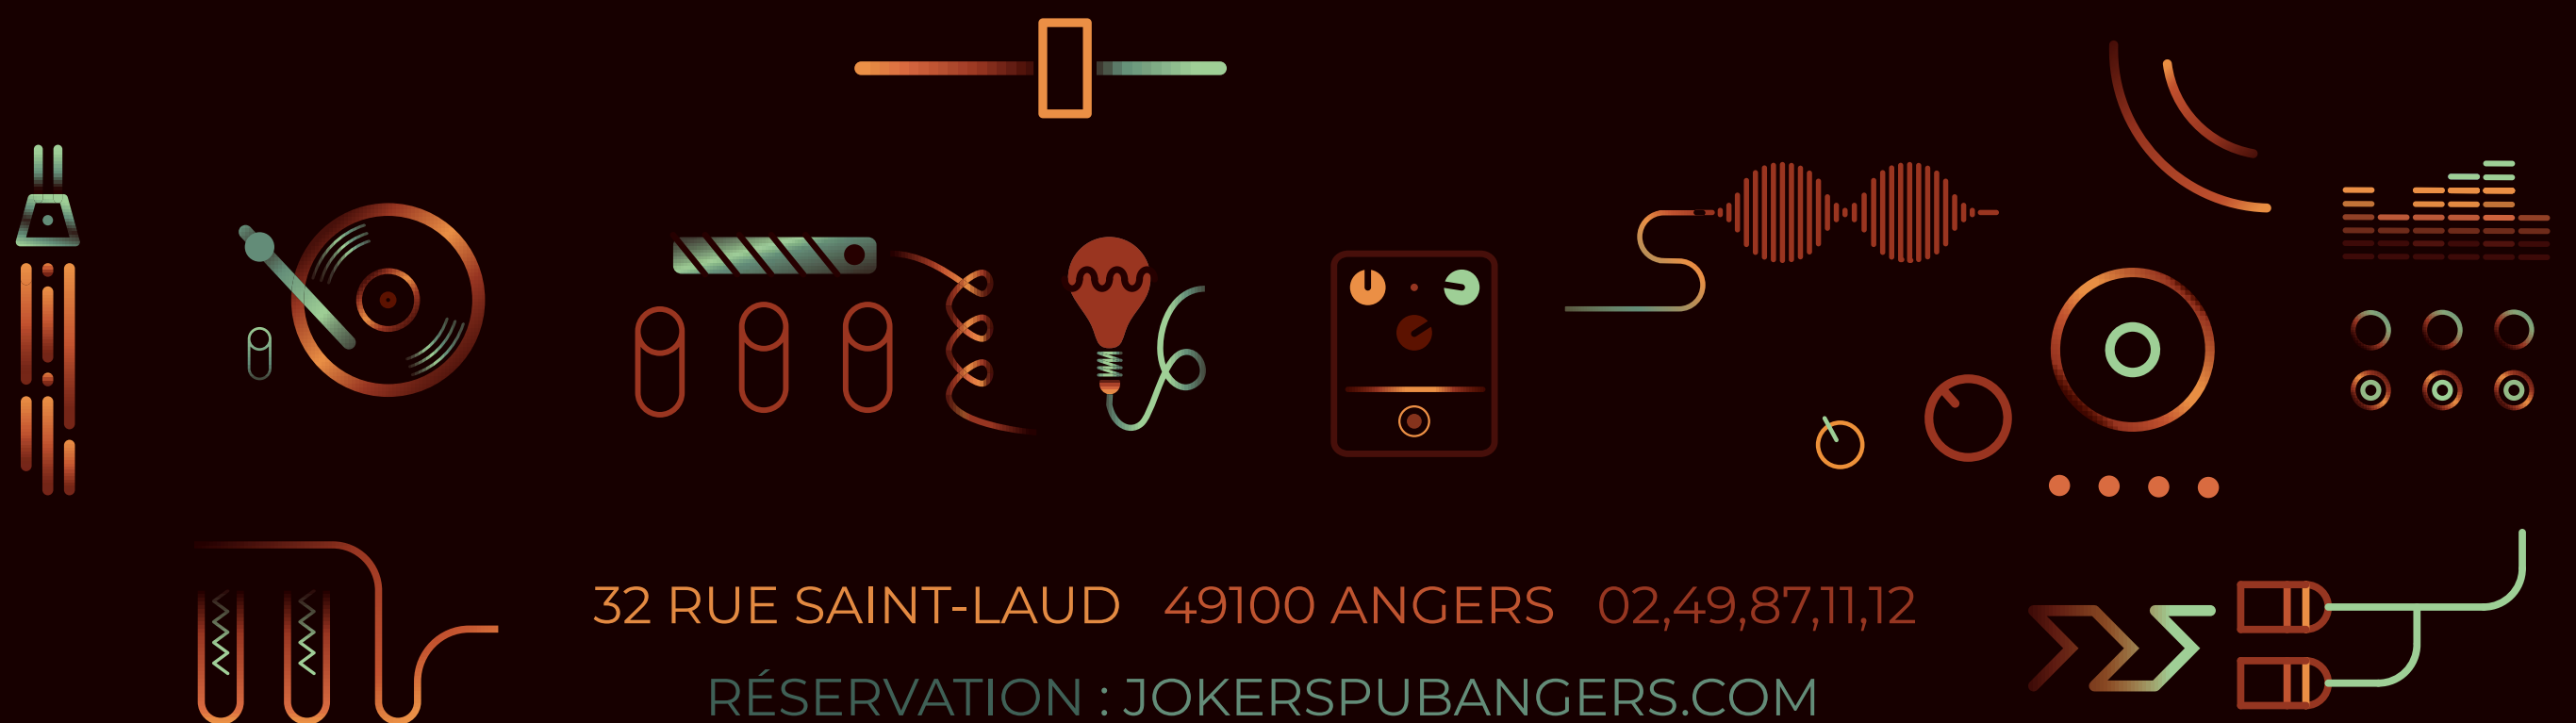 32 RUE SAINT-LAUD 49100 ANGERS 02,49,87,11,12
RÉSERVATION : JOKERSPUBANGERS.COM